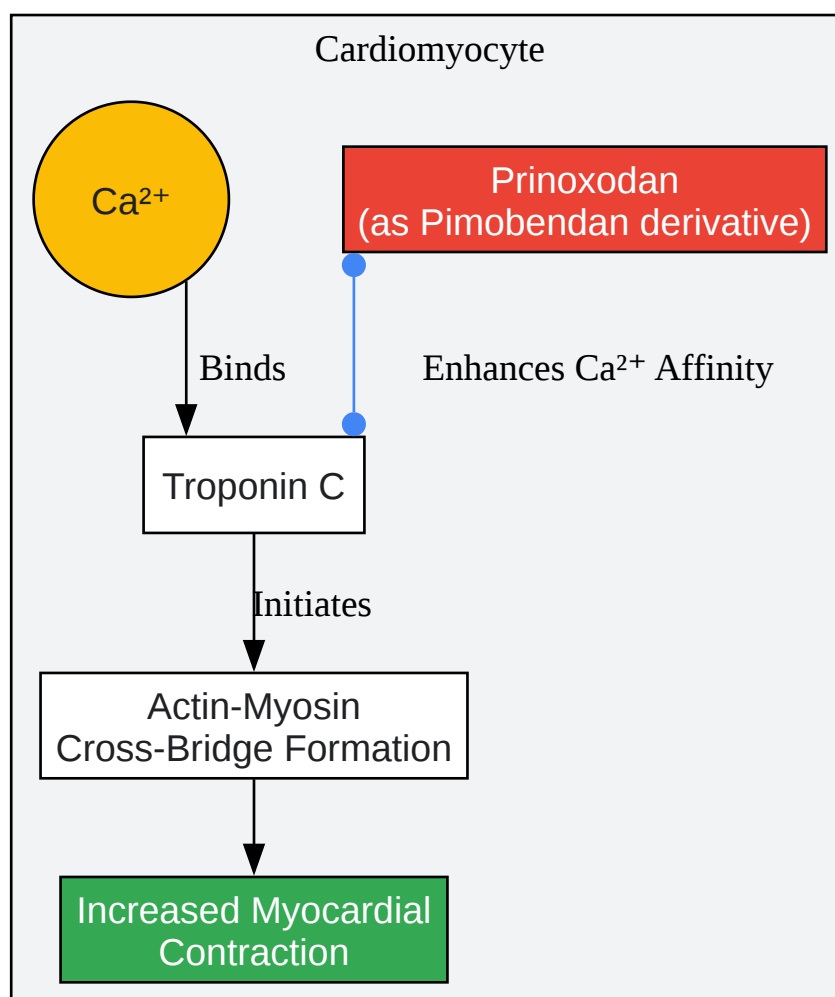 Cardiomyocyte
Ca²⁺
Prinoxodan
(as Pimobendan derivative)
Binds
Enhances Ca²⁺ Affinity
Troponin C
Initiates
Actin-Myosin
Cross-Bridge Formation
Increased Myocardial
Contraction